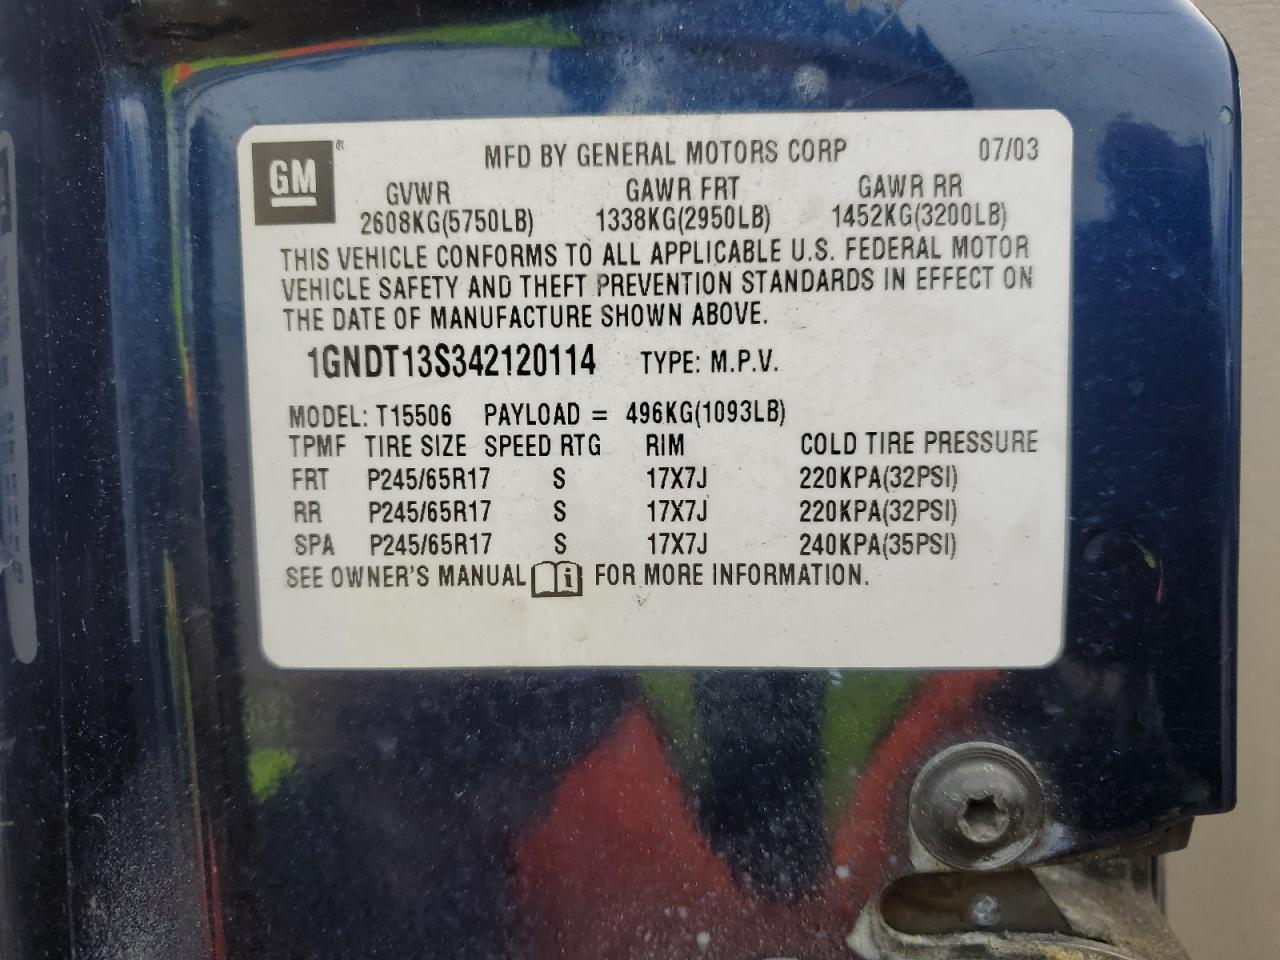 GM® MFD BY GENERAL MOTORS CORP 07/03
GVWR GAWR FRT GAWR RR
2608KG(5750LB) 1338KG(2950LB) 1452KG(3200LB)
THIS VEHICLE CONFORMS TO ALL APPLICABLE U.S. FEDERAL MOTOR
VEHICLE SAFETY AND THEFT PREVENTION STANDARDS IN EFFECT ON
THE DATE OF MANUFACTURE SHOWN ABOVE.
1GNDT13S342120114 TYPE: M.P.V.
MODEL: T15506 PAYLOAD = 496KG(1093LB)
TPMF TIRE SIZE SPEED RTG RIM COLD TIRE PRESSURE
FRT P245/65R17 S 17X7J 220KPA(32PSI)
RR P245/65R17 S 17X7J 220KPA(32PSI)
SPA P245/65R17 S 17X7J 240KPA(35PSI)
SEE OWNER'S MANUAL i FOR MORE INFORMATION.